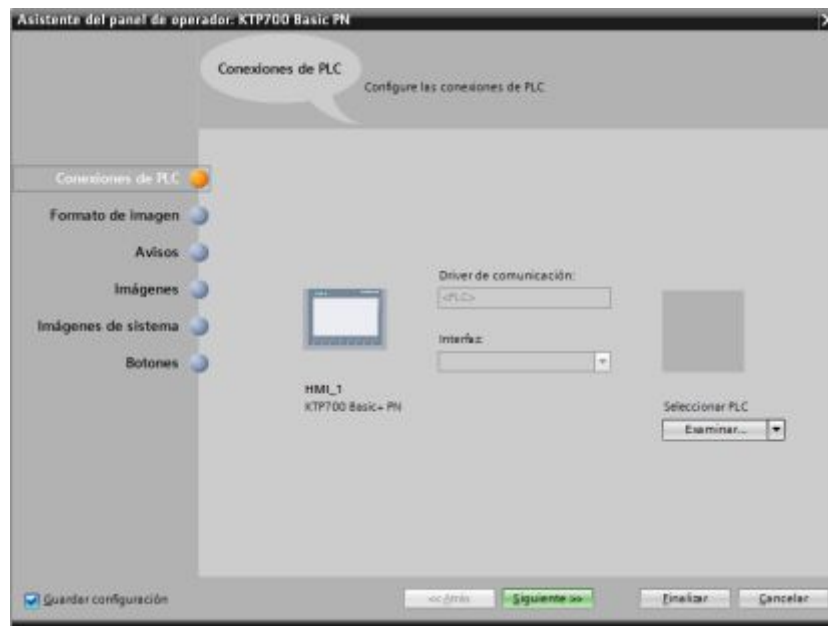 Asistente del panel de operador: KTP700 Basic PN
Conexiones de PLC
Configure las conexiones de PLC
Conexiones de PLC
Formato de imagen
Avisos
Imágenes
Imágenes de sistema
Botones
Driver de comunicación:
<PLC>
Interfaz:
HMI_1
KTP700 Basic+ PN
Seleccionar PLC
Examinar...
Guardar configuración
<< Atrás
Siguiente >>
Finalizar
Cancelar